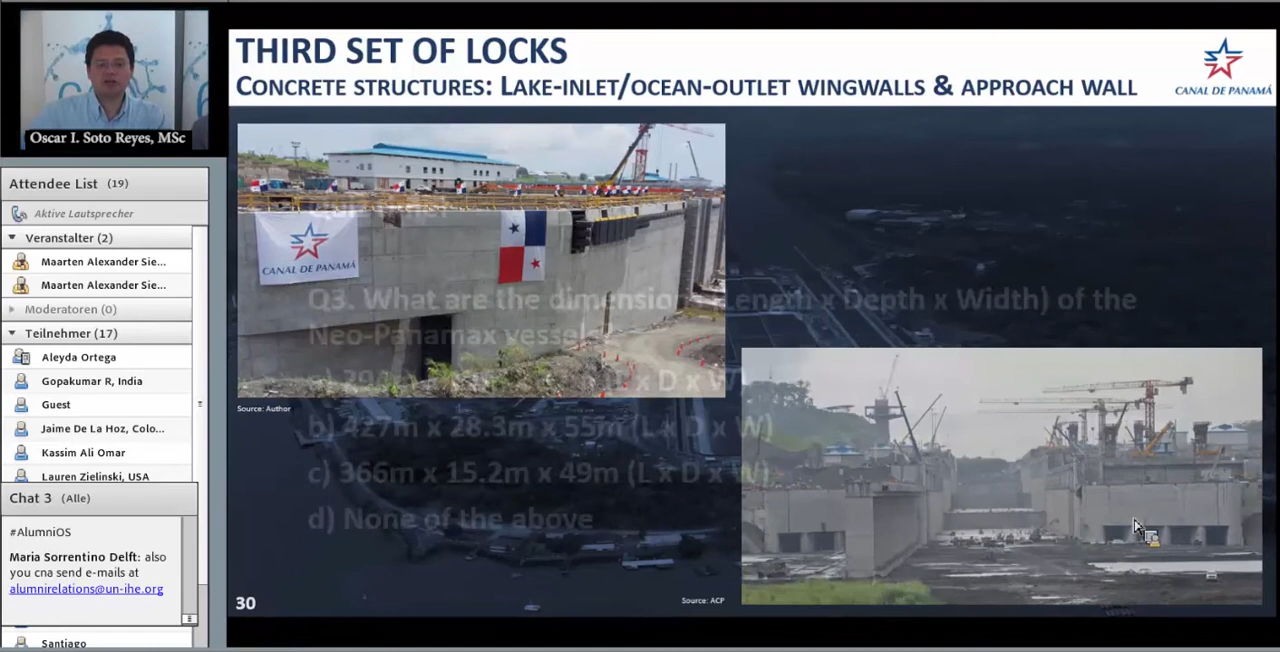 Oscar I. Soto Reyes, MSc
Attendee List (19)
Aktive Lautsprecher
Veranstalter (2)
Maarten Alexander Sie...
Maarten Alexander Sie...
Moderatoren (0)
Teilnehmer (17)
Aleyda Ortega
Gopakumar R, India
Guest
Jaime De La Hoz, Colo...
Kassim Ali Omar
Lauren Zielinski, USA
Chat 3 (Alle)
#AlumniOS
Maria Sorrentino Delft: also
you cna send e-mails at
alumnirelations@un-ihe.org
Santiago
THIRD SET OF LOCKS
CONCRETE STRUCTURES: LAKE-INLET/OCEAN-OUTLET WINGWALLS & APPROACH WALL
CANAL DE PANAMÁ
CANAL DE PANAMÁ
Q3. What are the dimension Length x Depth x Width) of the
Neo-Panamax vessels
Source: Author
b) 427m x 28.3m x 55m (L x D x W)
c) 366m x 15.2m x 49m (L x D x W)
d) None of the above
30
Source: ACP